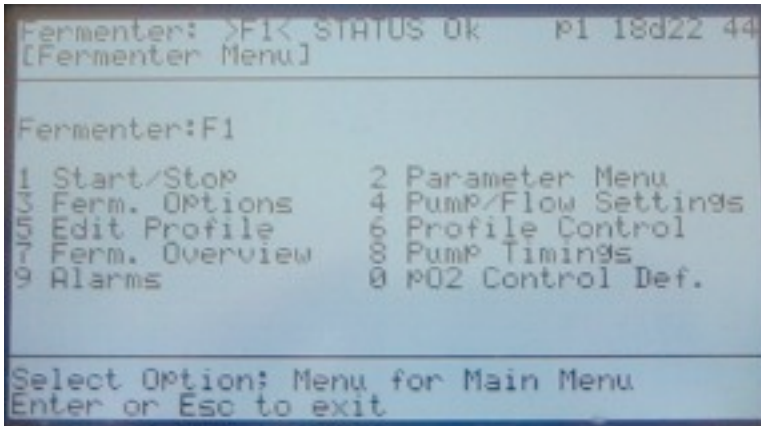 Fermenter: >F1< STATUS Ok p1 18d22 44
[Fermenter Menu]
Fermenter:F1
1 Start/Stop 2 Parameter Menu
3 Ferm. Options 4 Pump/Flow Settings
5 Edit Profile 6 Profile Control
7 Ferm. Overview 8 Pump Timings
9 Alarms 0 pO2 Control Def.
Select Option; Menu for Main Menu
Enter or Esc to exit